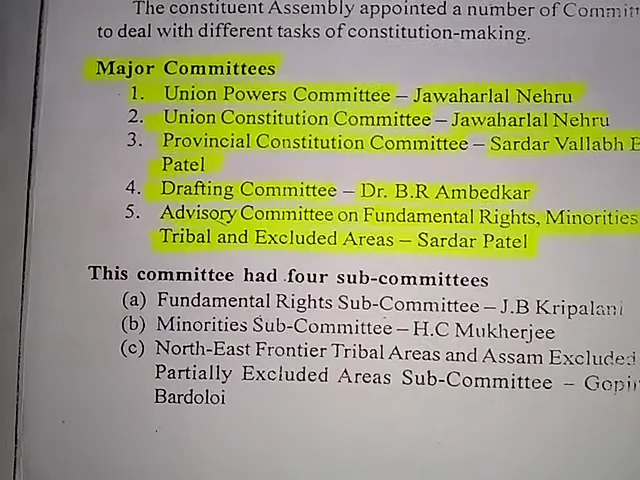 The constituent Assembly appointed a number of
to deal with different tasks of constitution-making.
Major Committees
1. Union Powers Committee – Jawaharlal Nehru
2. Union Constitution Committee – Jawaharlal Nehru
3. Provincial Constitution Committee – Sardar Vallabh
Patel
4. Drafting Committee – Dr. B.R Ambedkar
5. Advisory Committee on Fundamental Rights, Minorities
Tribal and Excluded Areas – Sardar Patel
This committee had four sub-committees
(a) Fundamental Rights Sub-Committee – J.B Kripalani
(b) Minorities Sub-Committee – H.C Mukherjee
(c) North-East Frontier Tribal Areas and Assam Excluded
Partially Excluded Areas Sub-Committee –
Bardoloi